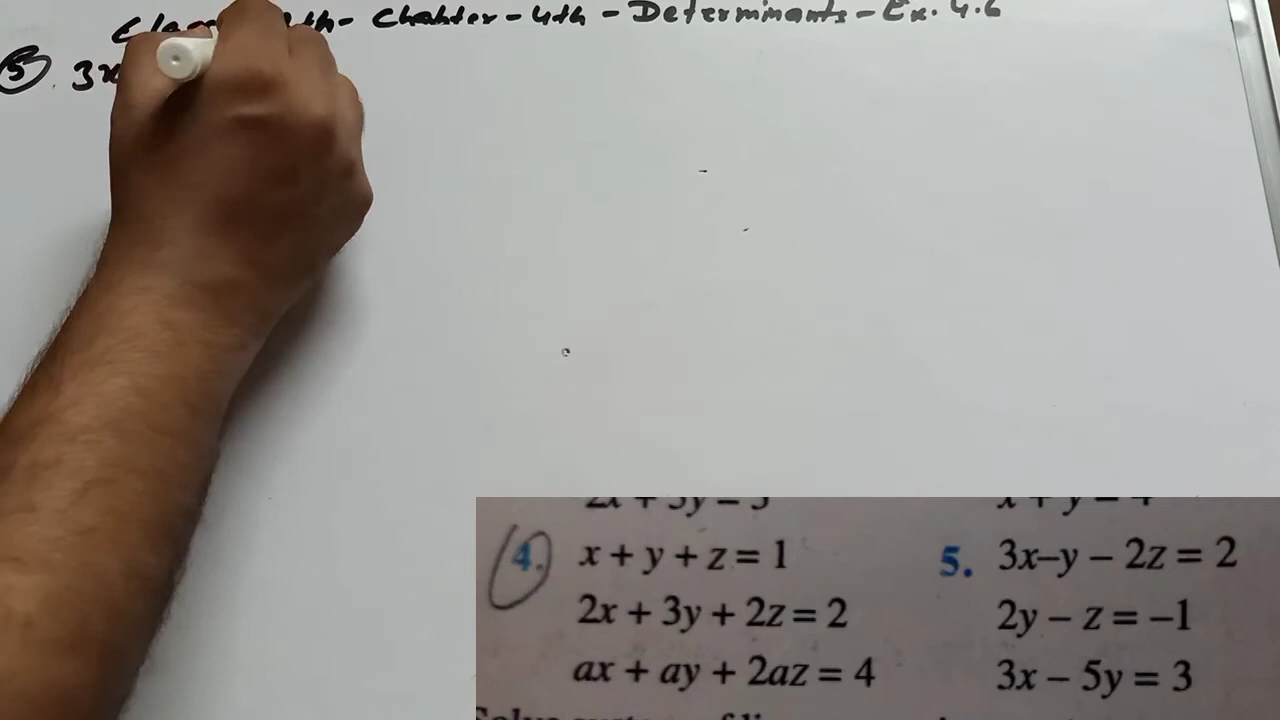 Chapter - 4th - Determinants - Ex. 4.6
5. 3x
4. x + y + z = 1
2x + 3y + 2z = 2
ax + ay + 2az = 4
5. 3x–y – 2z = 2
2y – z = –1
3x – 5y = 3